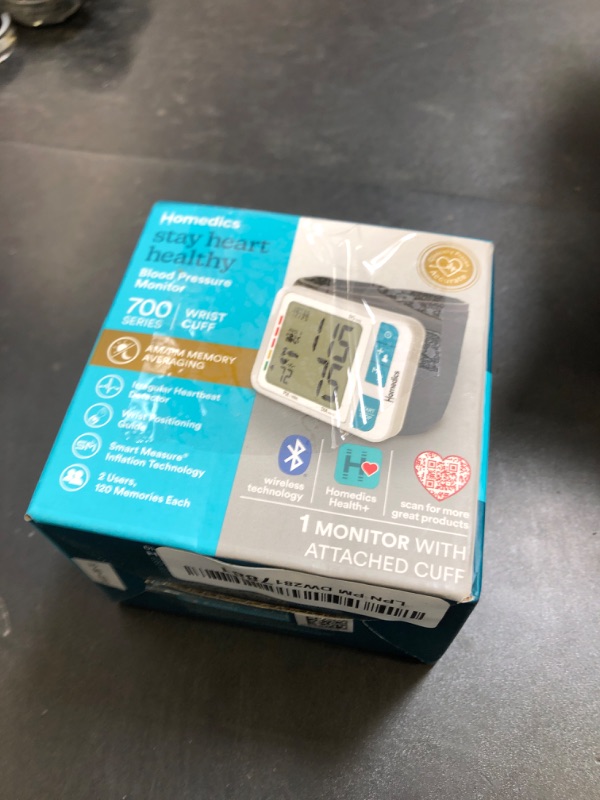 Homedics
stay heart
healthy
Blood Pressure
Monitor
700
SERIES
WRIST
CUFF
AM/PM MEMORY
AVERAGING
Irregular Heartbeat
Detector
Wrist Positioning
Guide
SM
Smart Measure®
Inflation Technology
2 Users,
120 Memories Each
Homedics
wireless
technology
H
Homedics
Health+
scan for more
great products
1 MONITOR WITH
ATTACHED CUFF